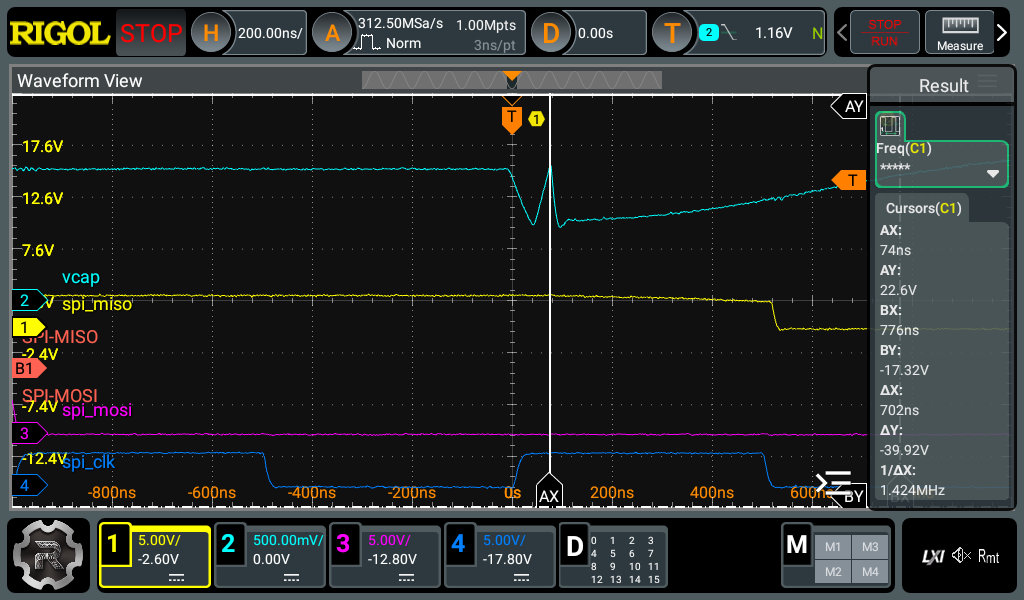 RIGOL STOP H 200.00ns/ A 312.50MSa/s 1.00Mpts
Norm 3ns/pt
D 0.00s T 2 1.16V N STOP
RUN Measure
Waveform View
Result
T 1
AY
17.6V
12.6V
7.6V
T
vcap
2 V
spi_miso
1
SPI-MISO
-2.4V
B1
SPI-MOSI
-7.4V spi_mosi
3
-12.4V spi_clk
4
-800ns -600ns -400ns -200ns 0s 200ns 400ns 600ns
AX
BY
Freq(C1)
*****
Cursors(C1)
AX:
74ns
AY:
22.6V
BX:
776ns
BY:
-17.32V
ΔX:
702ns
ΔY:
-39.92V
1/ΔX:
1.424MHz
R
1 5.00V/
-2.60V
2 500.00mV/
0.00V
3 5.00V/
-12.80V
4 5.00V/
-17.80V
D 0 1 2 3
4 5 6 7
8 9 10 11
12 13 14 15
M M1 M3
M2 M4
LXI Rmt